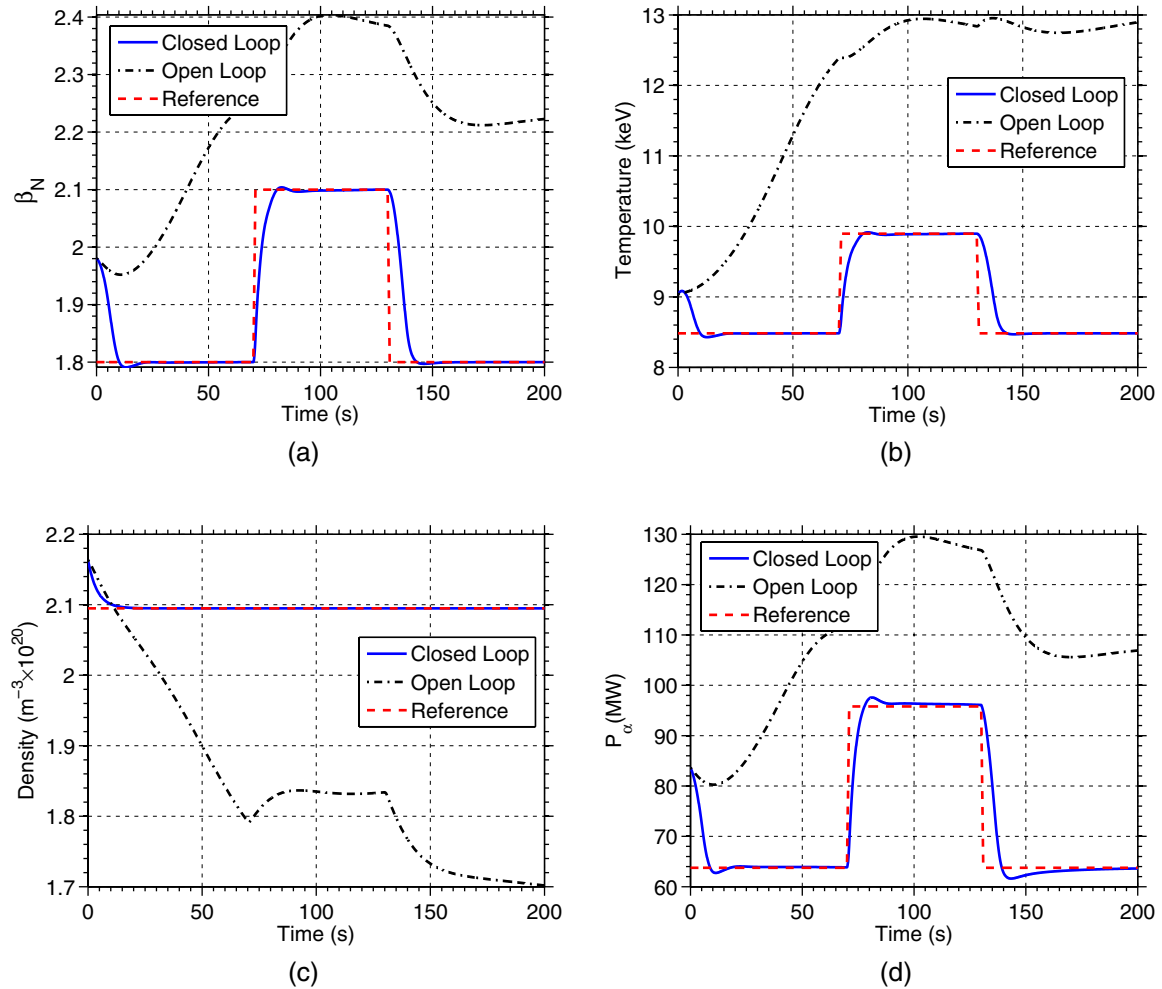 2.4
2.3
2.2
2.1
2
1.9
1.8
β_N
Closed Loop
Open Loop
Reference
0 50 100 150 200
Time (s)
(a)
13
12
11
10
9
8
Temperature (keV)
Closed Loop
Open Loop
Reference
0 50 100 150 200
Time (s)
(b)
2.2
2.1
2
1.9
1.8
1.7
Density (m⁻³×10²⁰)
Closed Loop
Open Loop
Reference
0 50 100 150 200
Time (s)
(c)
130
120
110
100
90
80
70
60
P_α(MW)
Closed Loop
Open Loop
Reference
0 50 100 150 200
Time (s)
(d)